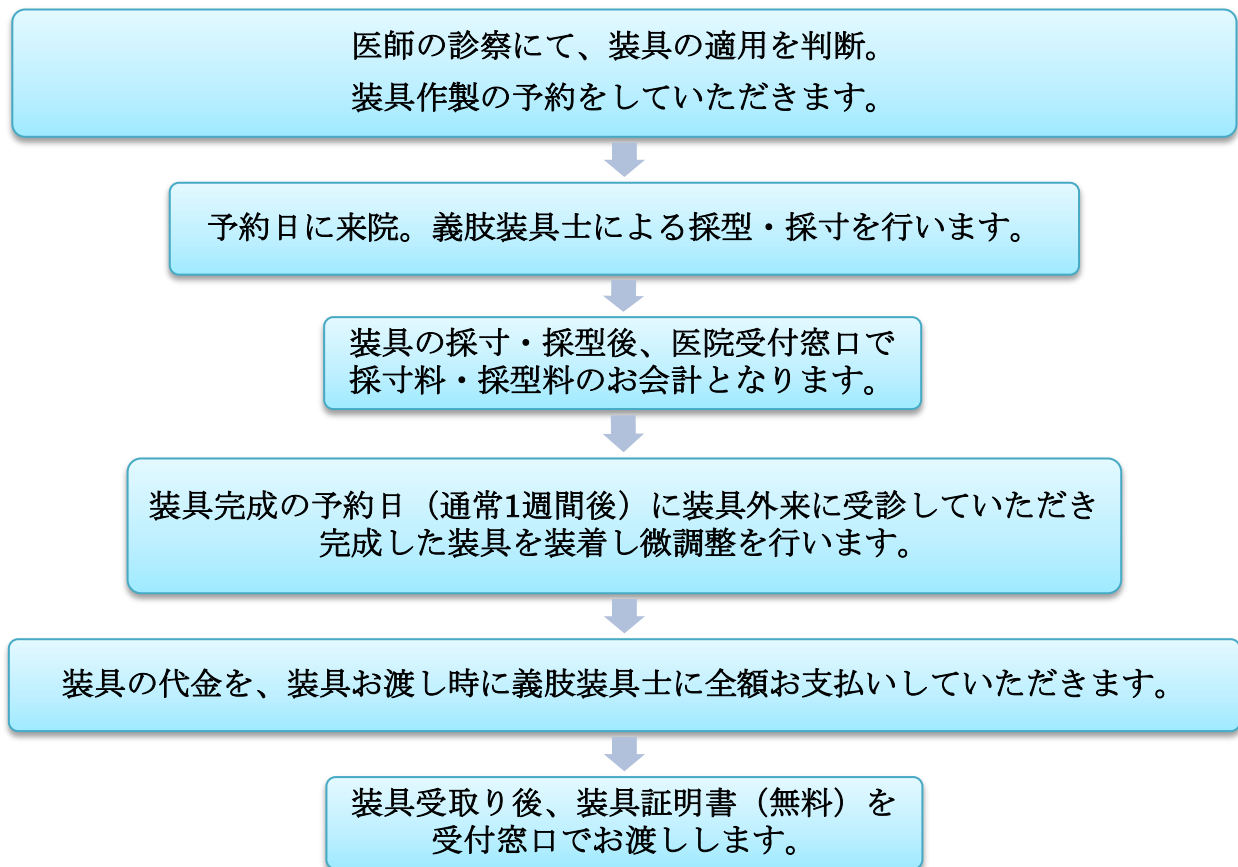 医師の診察にて、装具の適用を判断。
装具作製の予約をしていただきます。
予約日に来院。義肢装具士による採型・採寸を行います。
装具の採寸・採型後、医院受付窓口で
採寸料・採型料のお会計となります。
装具完成の予約日（通常1週間後）に装具外来に受診していただき
完成した装具を装着し微調整を行います。
装具の代金を、装具お渡し時に義肢装具士に全額お支払いしていただきます。
装具受取り後、装具証明書（無料）を
受付窓口でお渡しします。